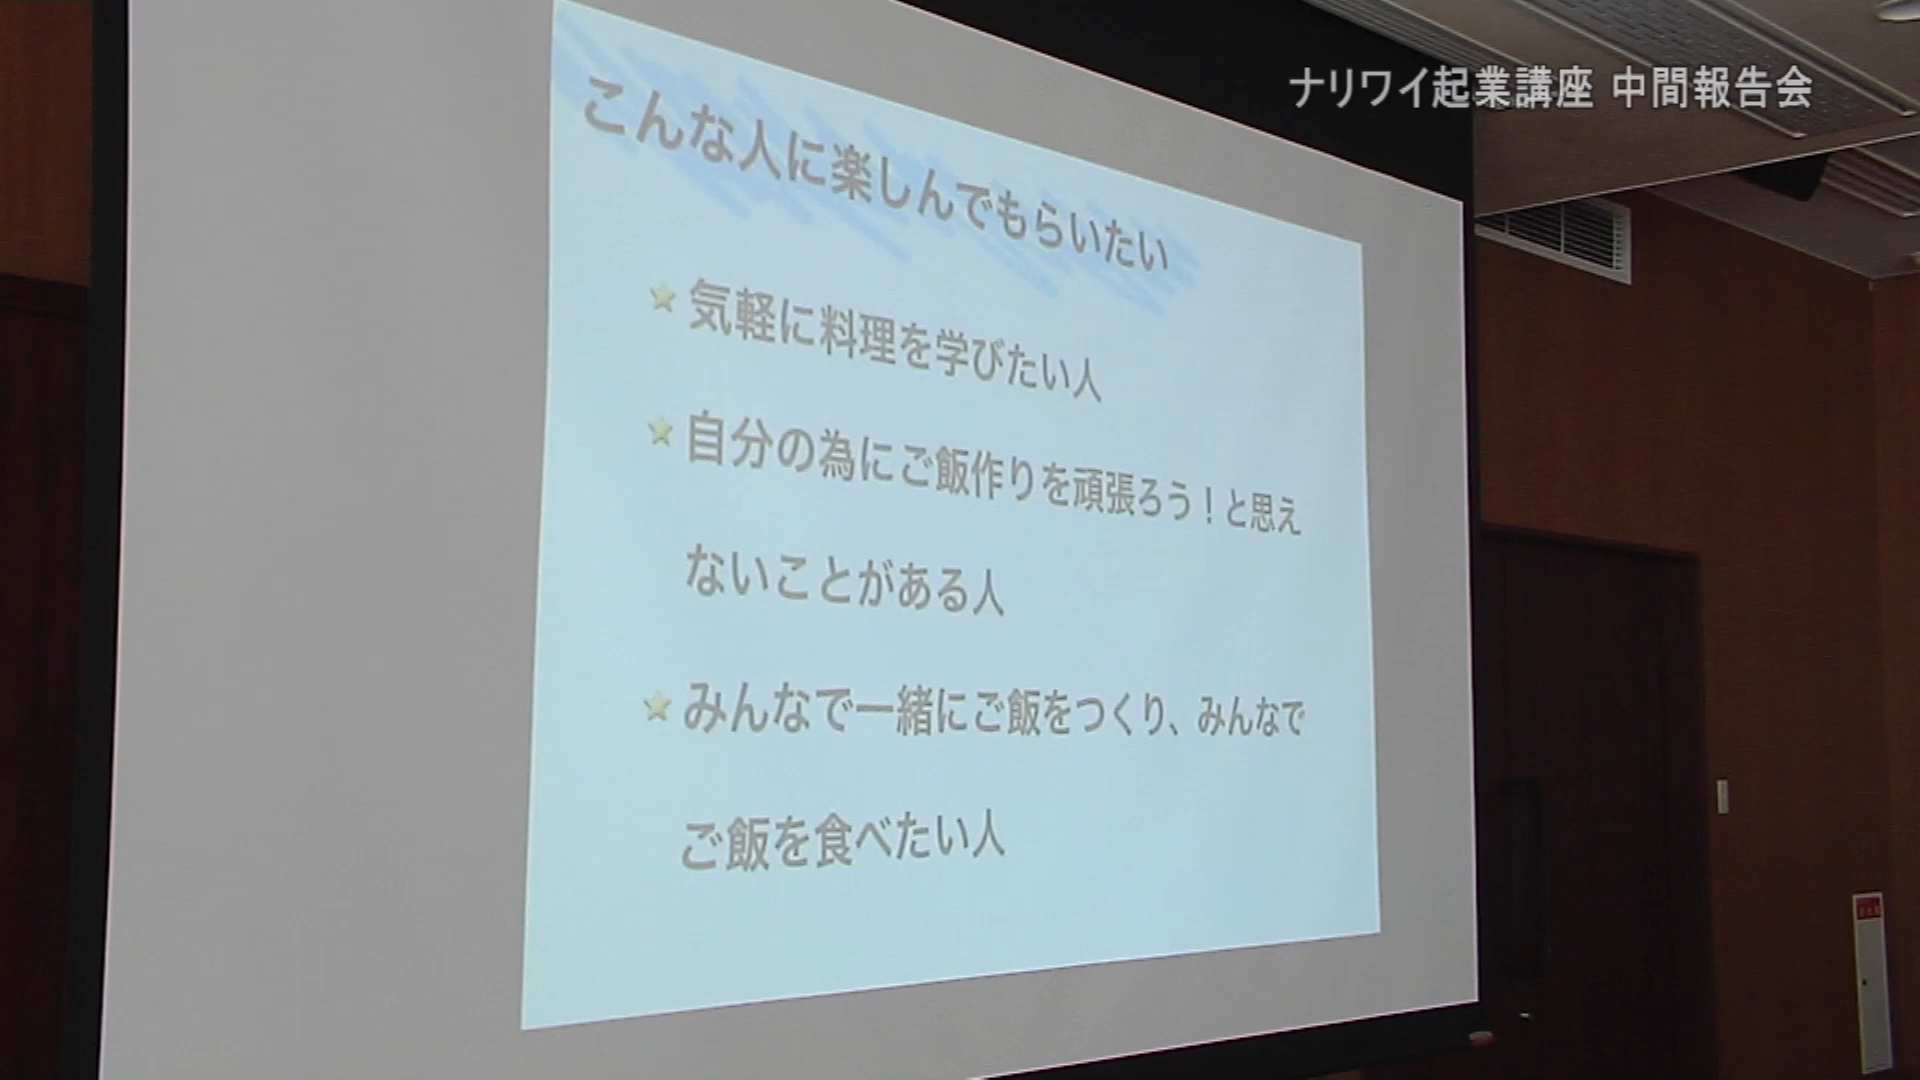 ナリワイ起業講座 中間報告会
こんな人に楽しんでもらいたい
気軽に料理を学びたい人
自分の為にご飯作りを頑張ろう！と思え
ないことがある人
みんなで一緒にご飯をつくり、みんなで
ご飯を食べたい人